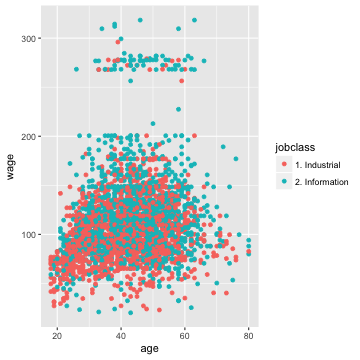 300
200
100
wage
20
40
60
80
age
jobclass
1. Industrial
2. Information